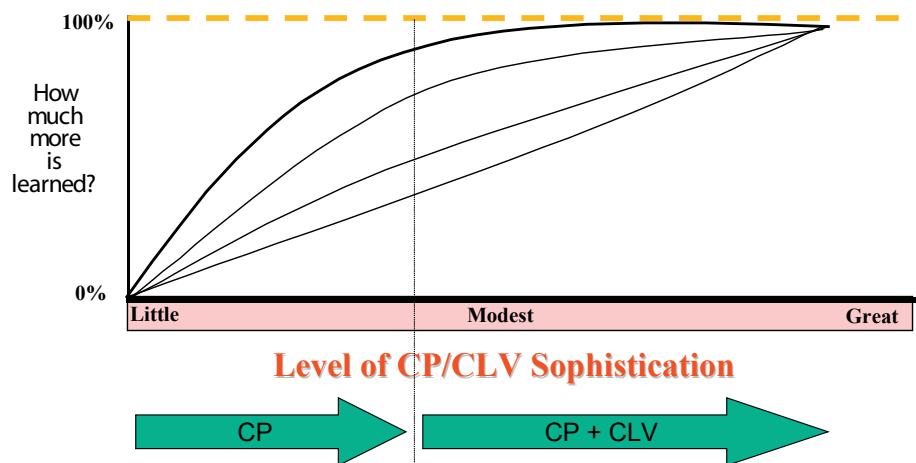 100%
How
much
more
is
learned?
0%
Little Modest Great
Level of CP/CLV Sophistication
CP CP + CLV